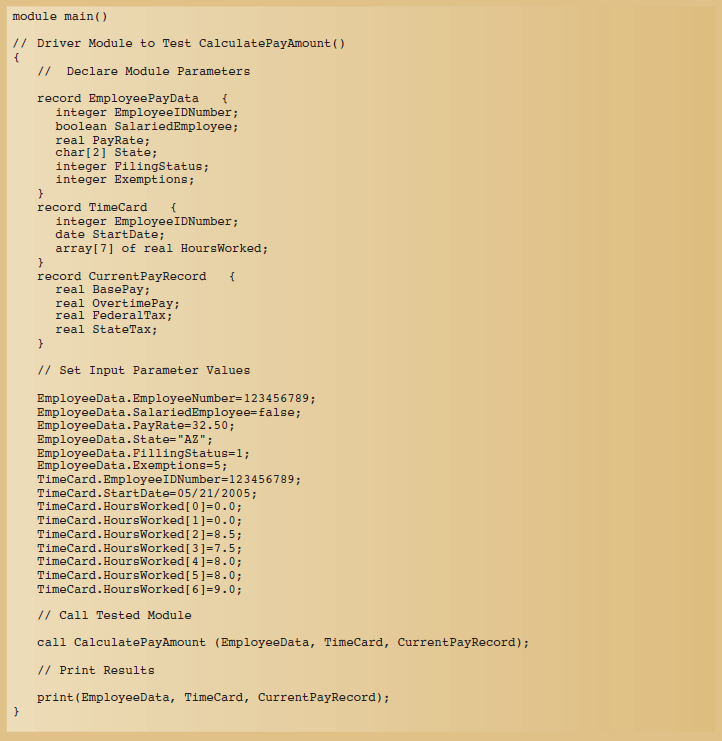 module main()
// Driver Module to Test CalculatePayAmount()
{
// Declare Module Parameters
record EmployeePayData {
integer EmployeeIDNumber;
boolean SalariedEmployee;
real PayRate;
char[2] State;
integer FilingStatus;
integer Exemptions;
}
record TimeCard {
integer EmployeeIDNumber;
date StartDate;
array[7] of real HoursWorked;
}
record CurrentPayRecord {
real BasePay;
real OvertimePay;
real FederalTax;
real StateTax;
}
// Set Input Parameter Values
EmployeeData.EmployeeNumber=123456789;
EmployeeData.SalariedEmployee=false;
EmployeeData.PayRate=32.50;
EmployeeData.State="AZ";
EmployeeData.FillingStatus=1;
EmployeeData.Exemptions=5;
TimeCard.EmployeeIDNumber=123456789;
TimeCard.StartDate=05/21/2005;
TimeCard.HoursWorked[0]=0.0;
TimeCard.HoursWorked[1]=0.0;
TimeCard.HoursWorked[2]=8.5;
TimeCard.HoursWorked[3]=7.5;
TimeCard.HoursWorked[4]=8.0;
TimeCard.HoursWorked[5]=8.0;
TimeCard.HoursWorked[6]=9.0;
// Call Tested Module
call CalculatePayAmount (EmployeeData, TimeCard, CurrentPayRecord);
// Print Results
print(EmployeeData, TimeCard, CurrentPayRecord);
}